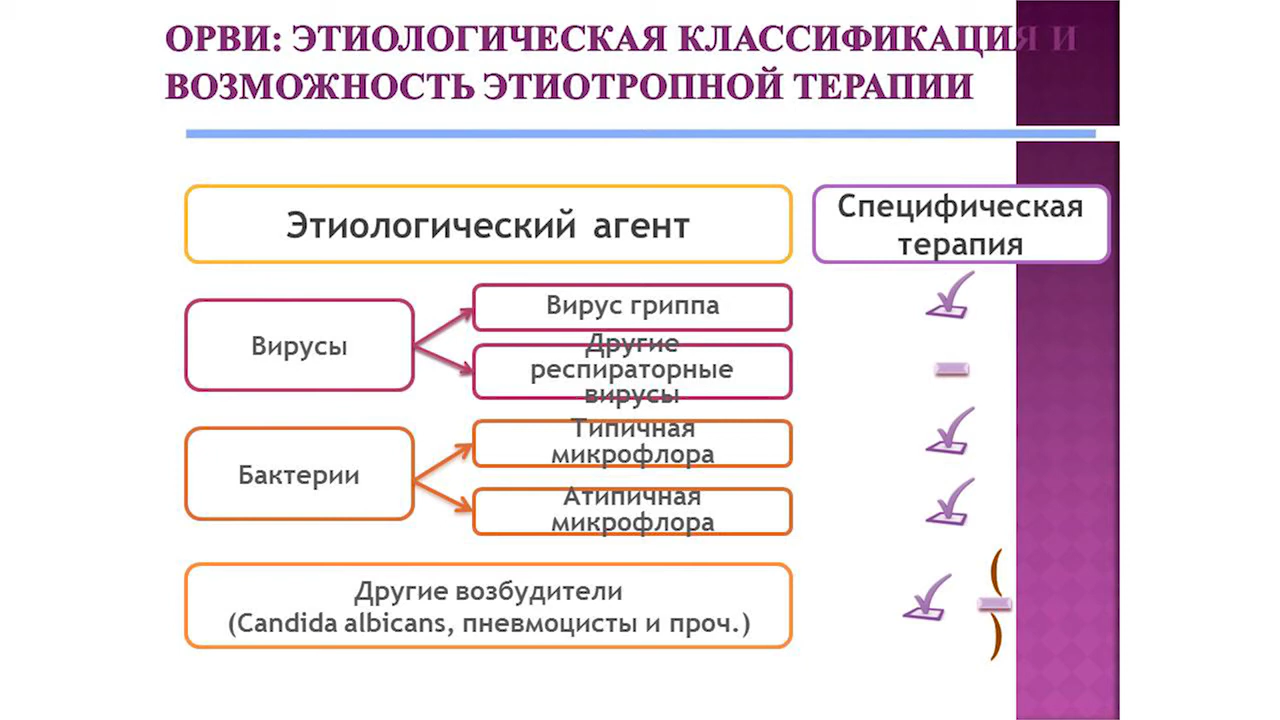 ОРВИ: ЭТИОЛОГИЧЕСКАЯ КЛАССИФИКАЦИЯ И
ВОЗМОЖНОСТЬ ЭТИОТРОПНОЙ ТЕРАПИИ
Этиологический агент
Специфическая
терапия
Вирусы
Вирус гриппа
Другие
респираторные
вирусы
Бактерии
Типичная
микрофлора
Атипичная
микрофлора
Другие возбудители
(Candida albicans, пневмоцисты и проч.)
(
)